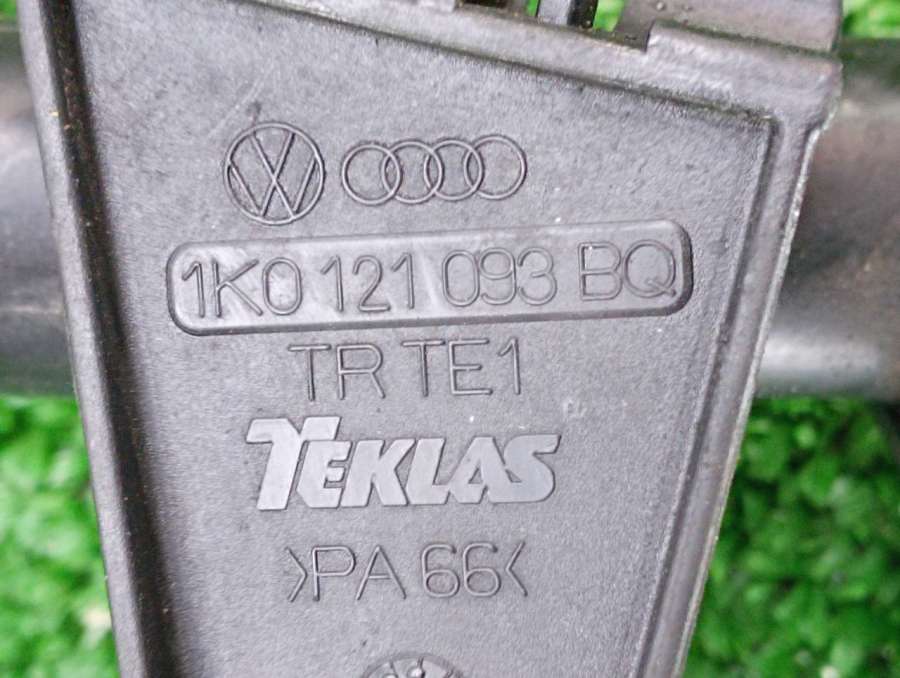 1K0 121 093 BQ
TR TE1
TEKLAS
>PA 66<